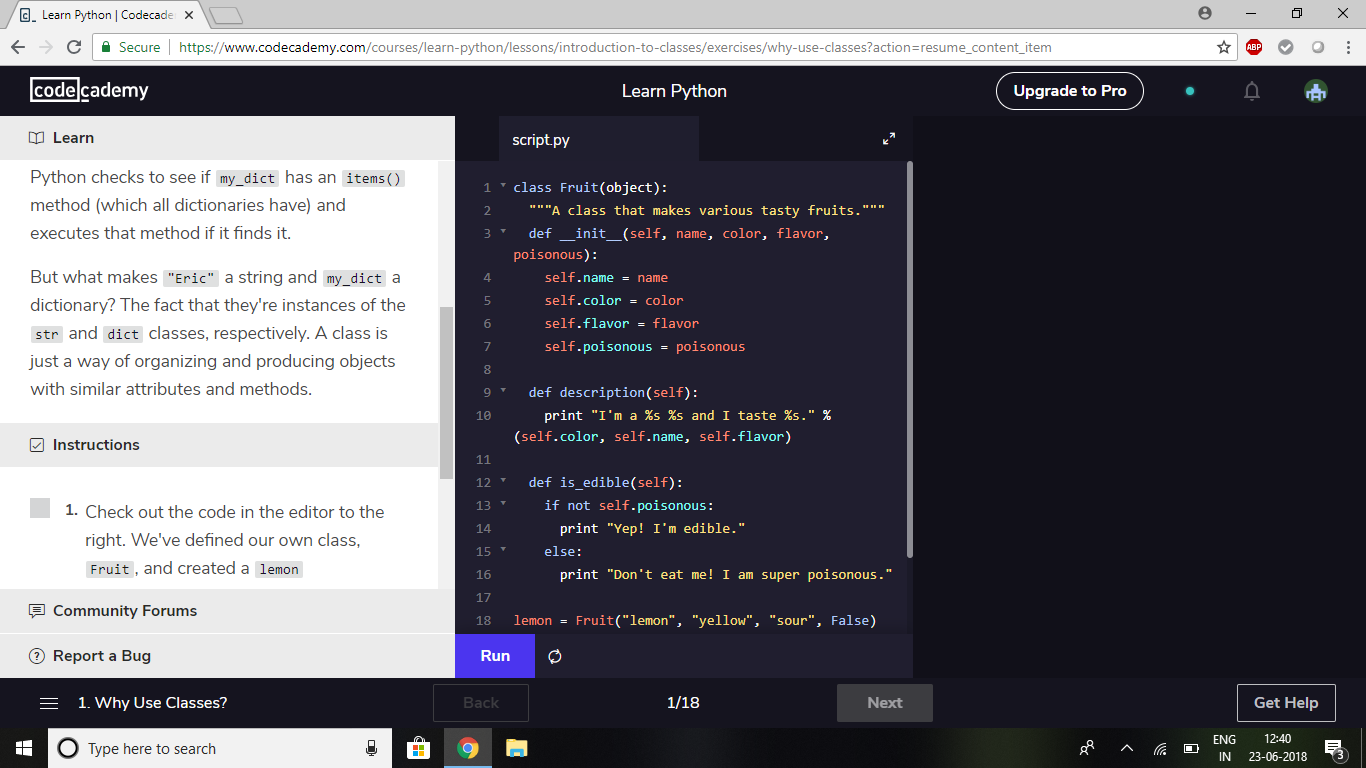 Learn Python | Codecade
Secure
https://www.codecademy.com/courses/learn-python/lessons/introduction-to-classes/exercises/why-use-classes?action=resume_content_item
ABP
codecademy
Learn Python
Upgrade to Pro
Learn
Python checks to see if my_dict has an items()
method (which all dictionaries have) and
executes that method if it finds it.
But what makes "Eric" a string and my_dict a
dictionary? The fact that they're instances of the
str and dict classes, respectively. A class is
just a way of organizing and producing objects
with similar attributes and methods.
Instructions
1. Check out the code in the editor to the
right. We've defined our own class,
Fruit, and created a lemon
Community Forums
? Report a Bug
script.py
1 class Fruit(object):
2 """A class that makes various tasty fruits."""
3 def __init__(self, name, color, flavor,
poisonous):
4 self.name = name
5 self.color = color
6 self.flavor = flavor
7 self.poisonous = poisonous
8
9 def description(self):
10 print "I'm a %s %s and I taste %s." %
(self.color, self.name, self.flavor)
11
12 def is_edible(self):
13 if not self.poisonous:
14 print "Yep! I'm edible."
15 else:
16 print "Don't eat me! I am super poisonous."
17
18 lemon = Fruit("lemon", "yellow", "sour", False)
Run
1. Why Use Classes?
Back
1/18
Next
Get Help
Type here to search
ENG
IN
12:40
23-06-2018
3